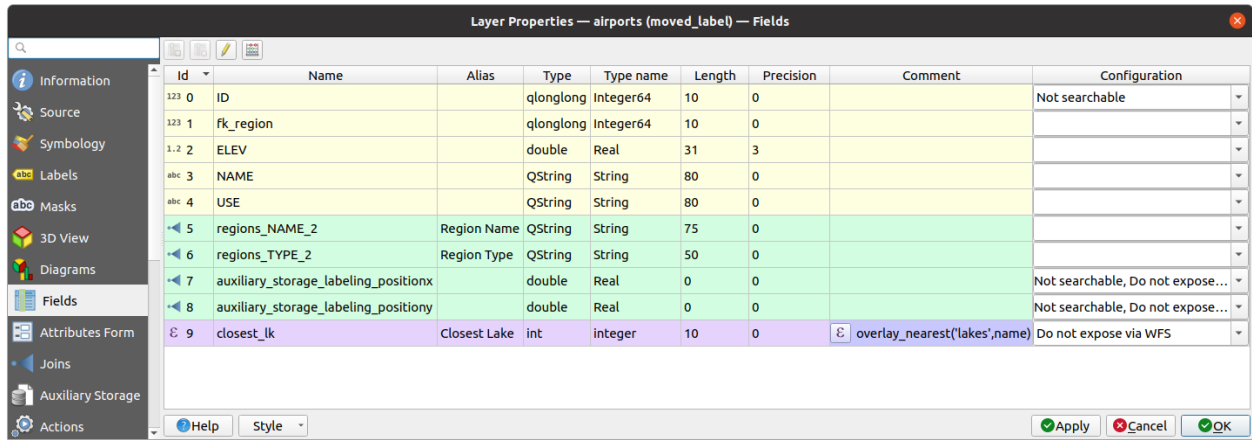 Layer Properties — airports (moved_label) — Fields
Information
Source
Symbology
abc Labels
abc Masks
3D View
Diagrams
Fields
Attributes Form
Joins
Auxiliary Storage
Actions
Id Name Alias Type Type name Length Precision Comment Configuration
123 0 ID qlonglong Integer64 10 0 Not searchable
123 1 fk_region qlonglong Integer64 10 0
1.2 2 ELEV double Real 31 3
abc 3 NAME QString String 80 0
abc 4 USE QString String 80 0
5 regions_NAME_2 Region Name QString String 75 0
6 regions_TYPE_2 Region Type QString String 50 0
7 auxiliary_storage_labeling_positionx double Real 0 0 Not searchable, Do not expose...
8 auxiliary_storage_labeling_positiony double Real 0 0 Not searchable, Do not expose...
ε 9 closest_lk Closest Lake int integer 10 0 ε overlay_nearest('lakes',name) Do not expose via WFS
Help Style Apply Cancel OK